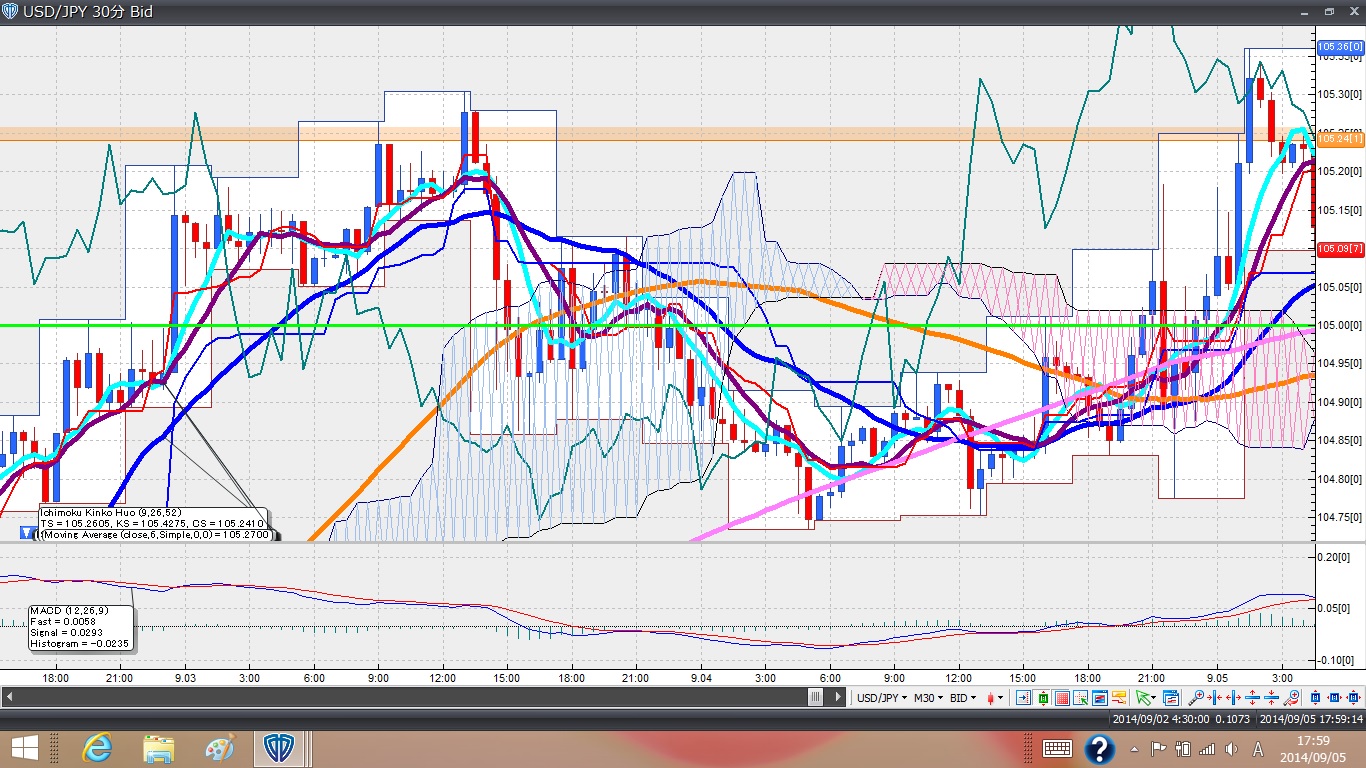 USD/JPY 30分 Bid
105.36[0]
105.35[0]
105.30[0]
105.24[1]
105.20[0]
105.15[0]
105.09[7]
105.05[0]
105.00[0]
104.95[0]
104.90[0]
104.85[0]
104.80[0]
104.75[0]
Ichimoku Kinko Huo (9,26,52)
TS = 105.2605, KS = 105.4275, CS = 105.2410
Moving Average (close,6,Simple,0,0) = 105.2700
0.20[0]
0.05[0]
-0.10[0]
MACD (12,26,9)
Fast = 0.0058
Signal = 0.0293
Histogram = -0.0235
18:00 21:00 9.03 3:00 6:00 9:00 12:00 15:00 18:00 21:00 9.04 3:00 6:00 9:00 12:00 15:00 18:00 21:00 9.05 3:00
USD/JPY M30 BID
2014/09/02 4:30:00 0.1073 2014/09/05 17:59:14
A
17:59
2014/09/05